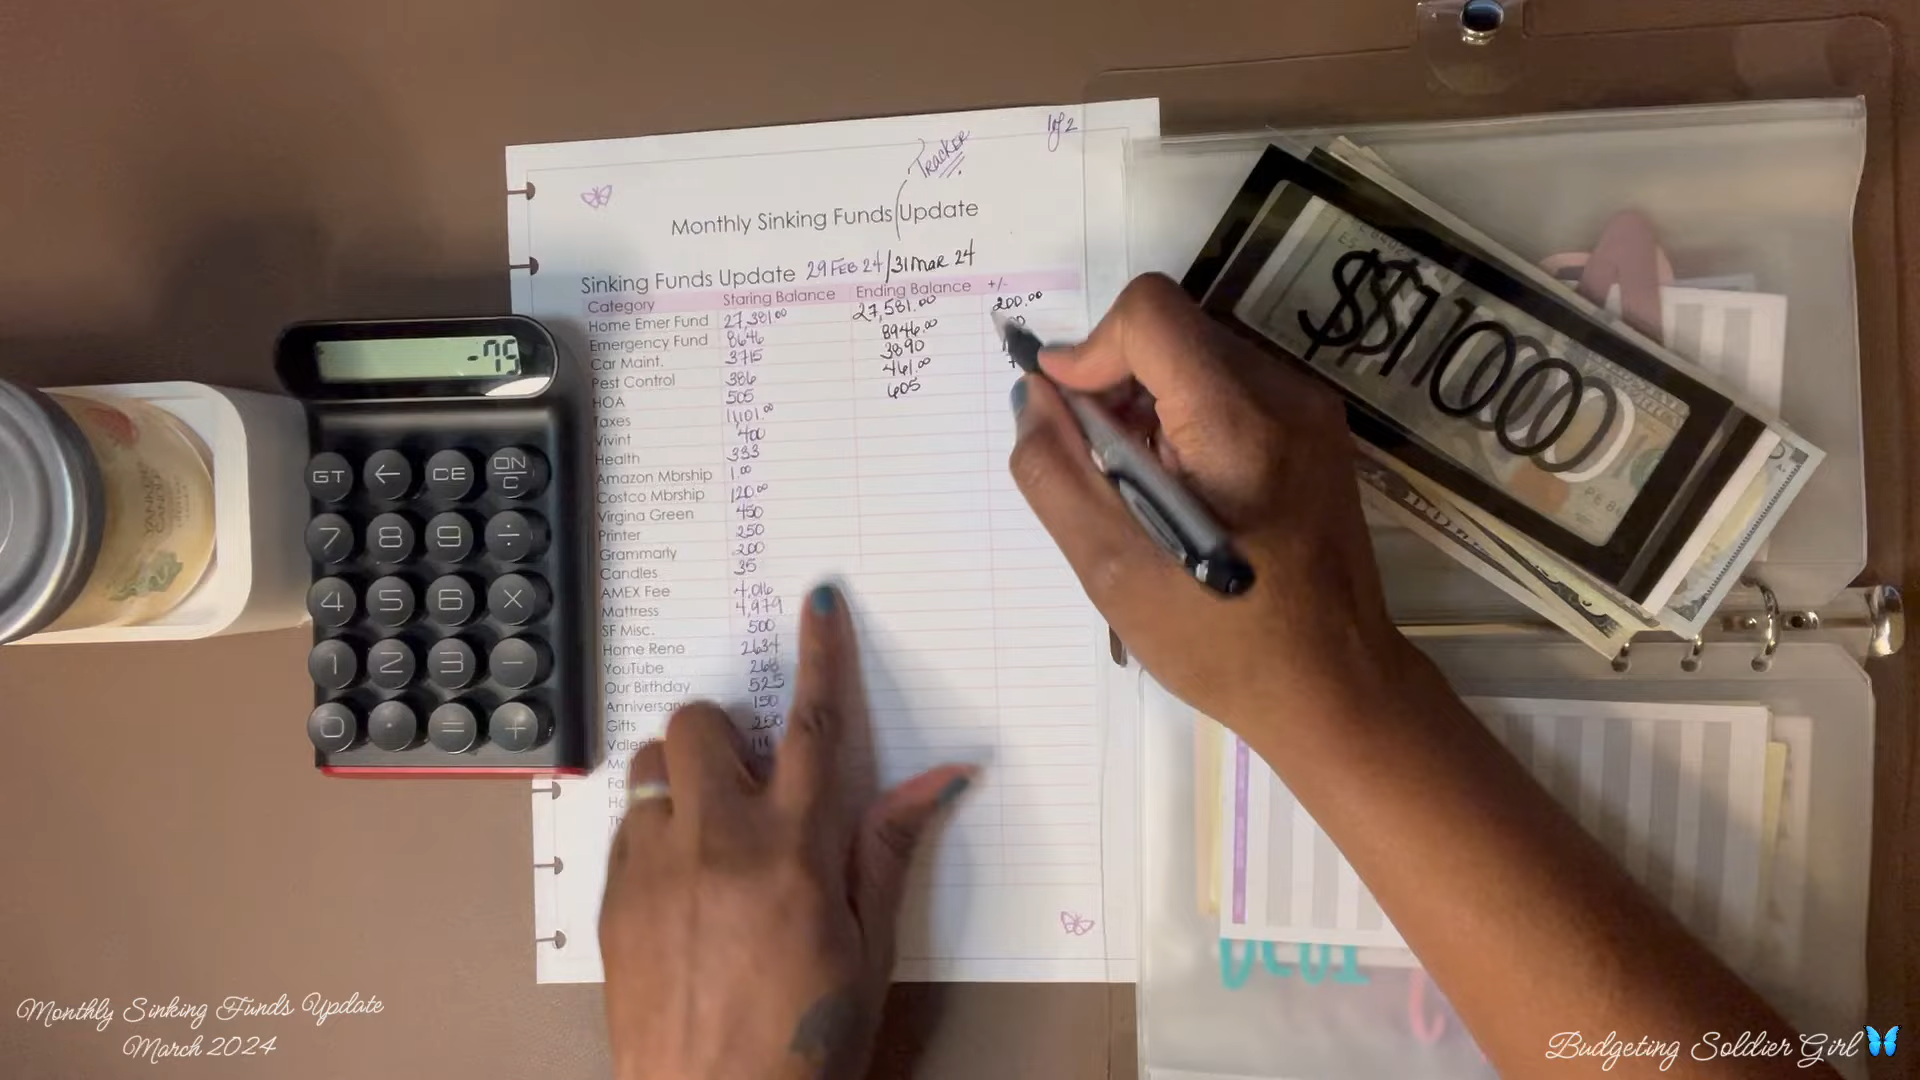 1 of 2
TRACKER
Monthly Sinking Funds Update
Sinking Funds Update 29 FEB 24/31 MAR 24
Category Staring Balance Ending Balance +/-
Home Emer Fund 27,381.00 27,581.00 200.00
Emergency Fund 8646 8946.00
Car Maint. 3715 3890
Pest Control 386 461.00
HOA 505 605
Taxes 1,101.00
Vivint 400
Health 333
Amazon Mbrship 1.00
Costco Mbrship 120.00
Virgina Green 450
Printer 250
Grammarly 200
Candles 35
AMEX Fee 4,016
Mattress 4,979
SF Misc. 500
Home Reno 2634
YouTube 268
Our Birthday 525
Anniversary 150
Gifts 250
-75
GT ← CE ON/C
7 8 9 ÷
4 5 6 X
1 2 3 -
0 . = +
YANKEE CANDLE
Debt
Monthly Sinking Funds Update
March 2024
Budgeting Soldier Girl